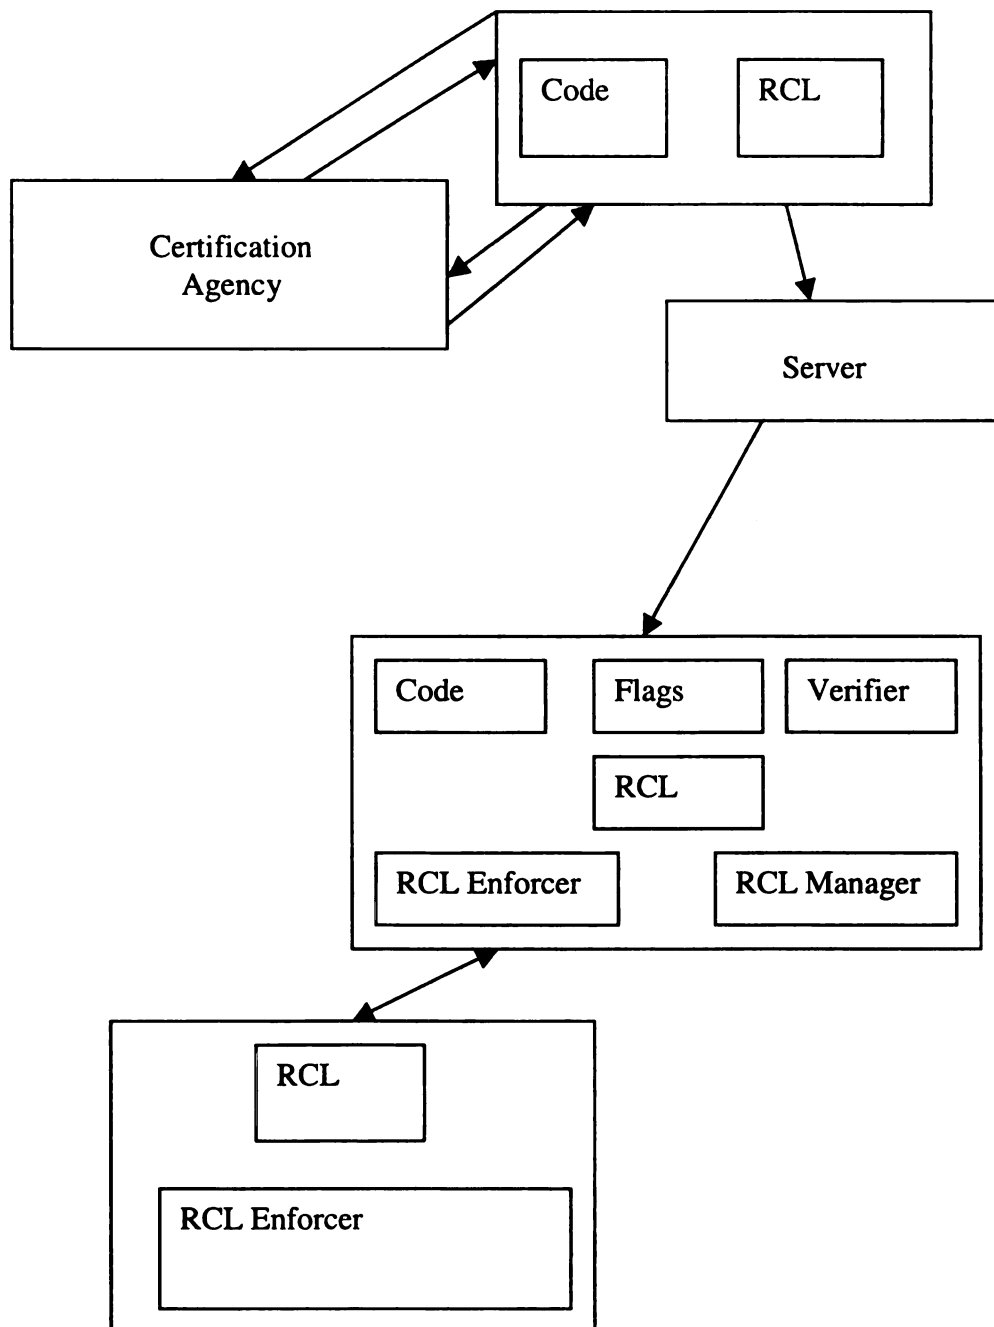 Code
RCL
Certification
Agency
Server
Code
Flags
Verifier
RCL
RCL Enforcer
RCL Manager
RCL
RCL Enforcer